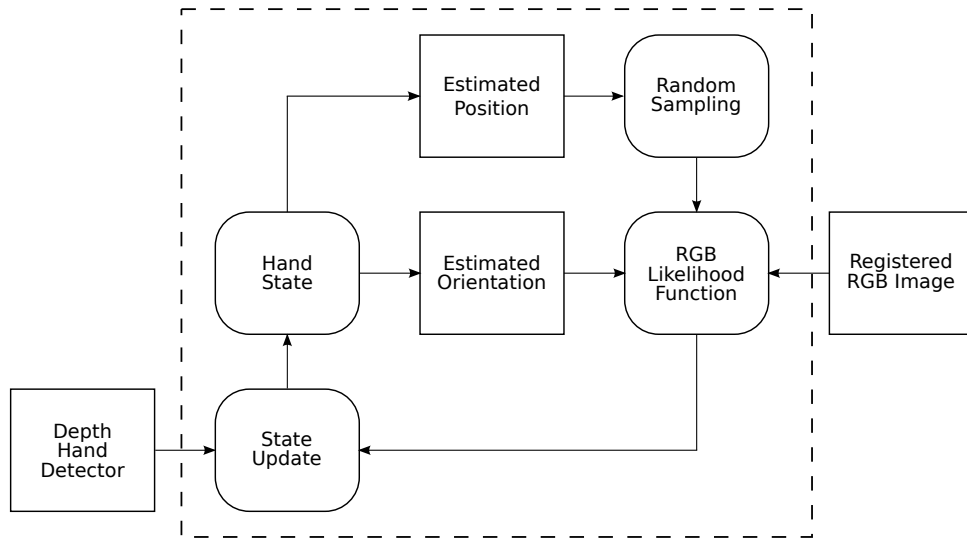 Estimated
Position
Random
Sampling
Hand
State
Estimated
Orientation
RGB
Likelihood
Function
Registered
RGB Image
Depth
Hand
Detector
State
Update